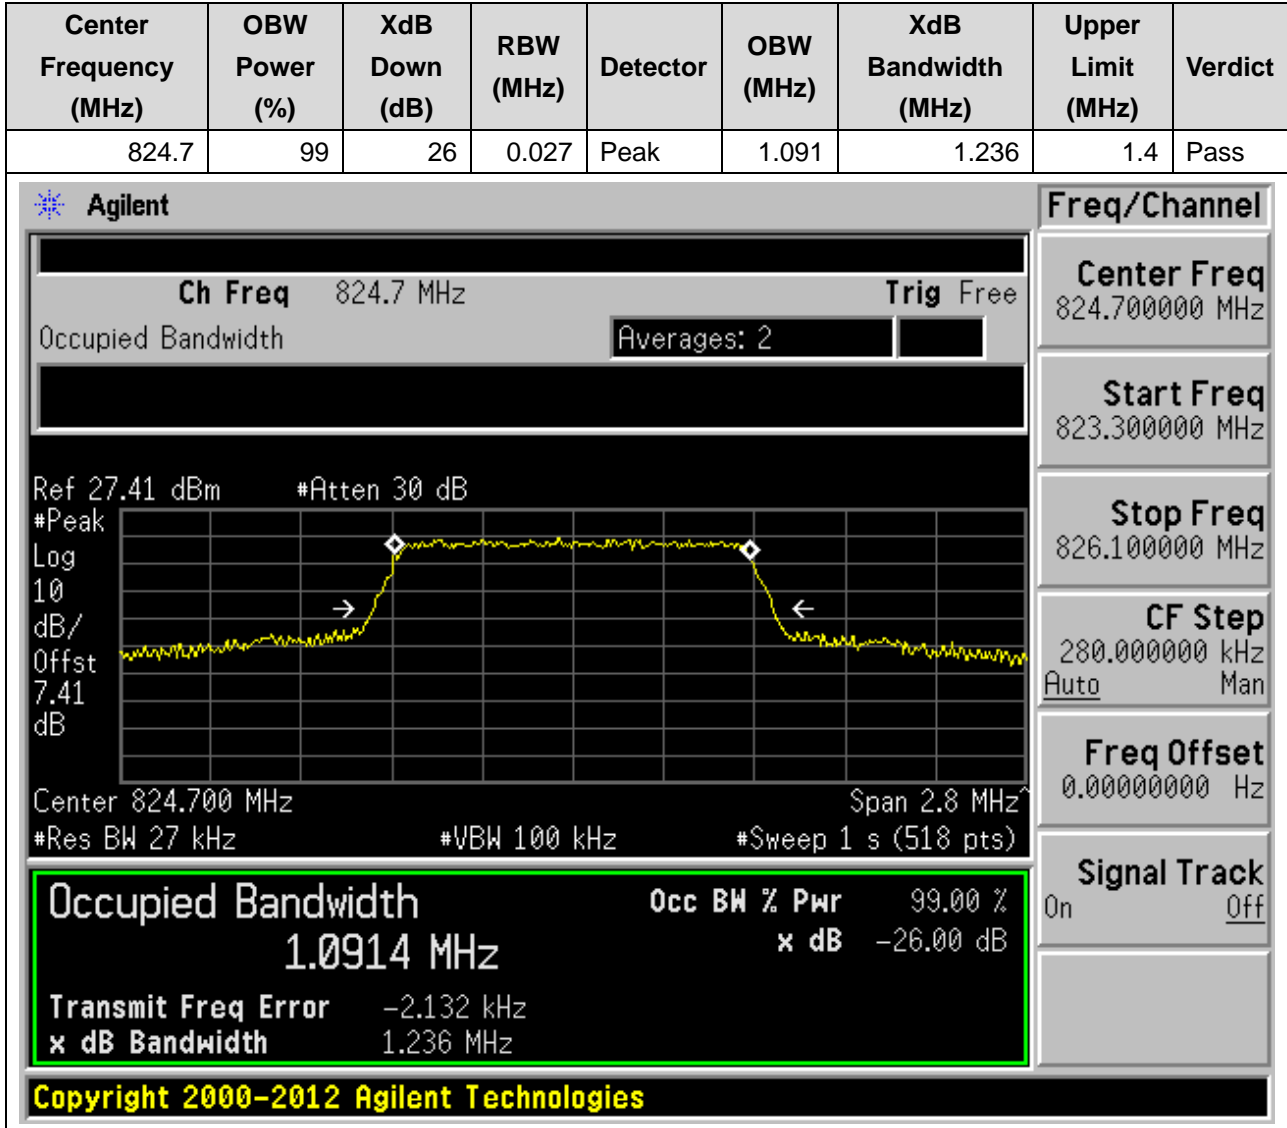 Center Frequency (MHz) OBW Power (%) XdB Down (dB) RBW (MHz) Detector OBW (MHz) XdB Bandwidth (MHz) Upper Limit (MHz) Verdict
824.7 99 26 0.027 Peak 1.091 1.236 1.4 Pass
Agilent
Freq/Channel
Ch Freq 824.7 MHz Trig Free
Occupied Bandwidth Averages: 2
Center Freq
824.700000 MHz
Start Freq
823.300000 MHz
Stop Freq
826.100000 MHz
CF Step
280.000000 kHz
Auto Man
Freq Offset
0.00000000 Hz
Signal Track
On Off
Ref 27.41 dBm #Atten 30 dB
#Peak
Log
10
dB/
Offst
7.41
dB
Center 824.700 MHz Span 2.8 MHz^
#Res BW 27 kHz #VBW 100 kHz #Sweep 1 s (518 pts)
Occupied Bandwidth Occ BW % Pwr 99.00 %
1.0914 MHz x dB -26.00 dB
Transmit Freq Error -2.132 kHz
x dB Bandwidth 1.236 MHz
Copyright 2000-2012 Agilent Technologies